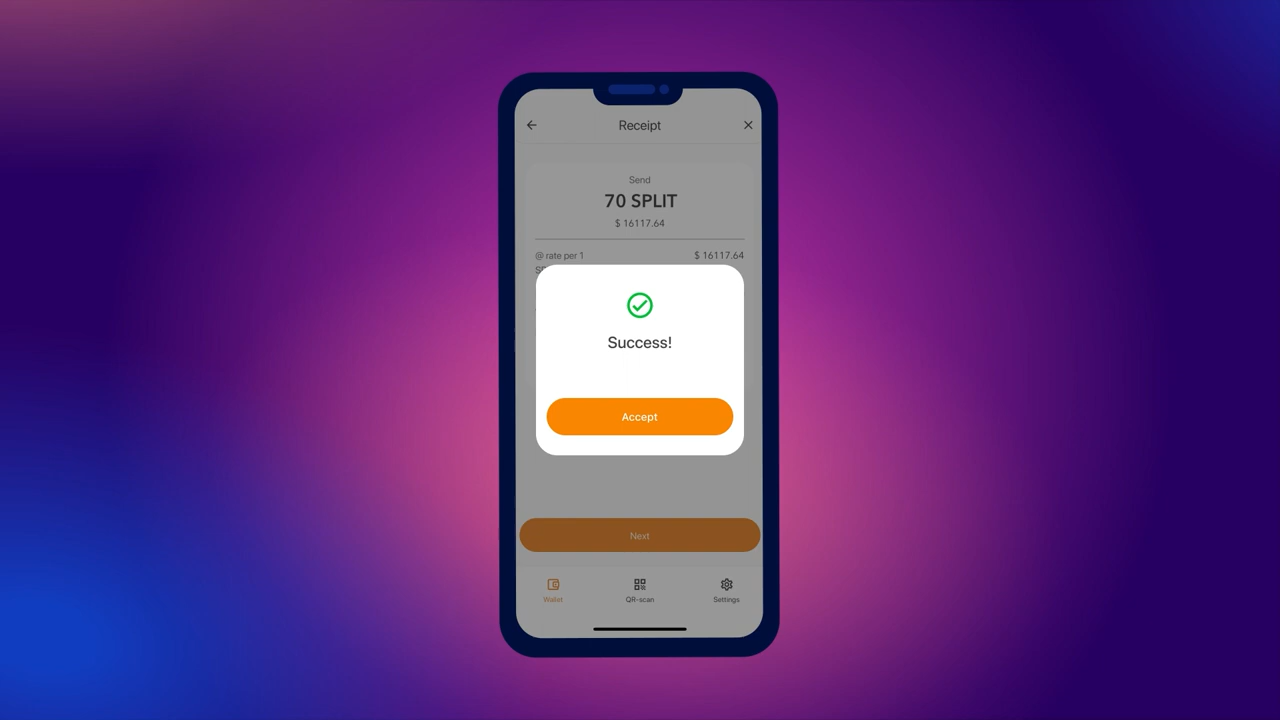 Receipt
Send
70 SPLIT
$ 16117.64
@ rate per 1 $ 16117.64
Success!
Accept
Next
Wallet QR-scan Settings